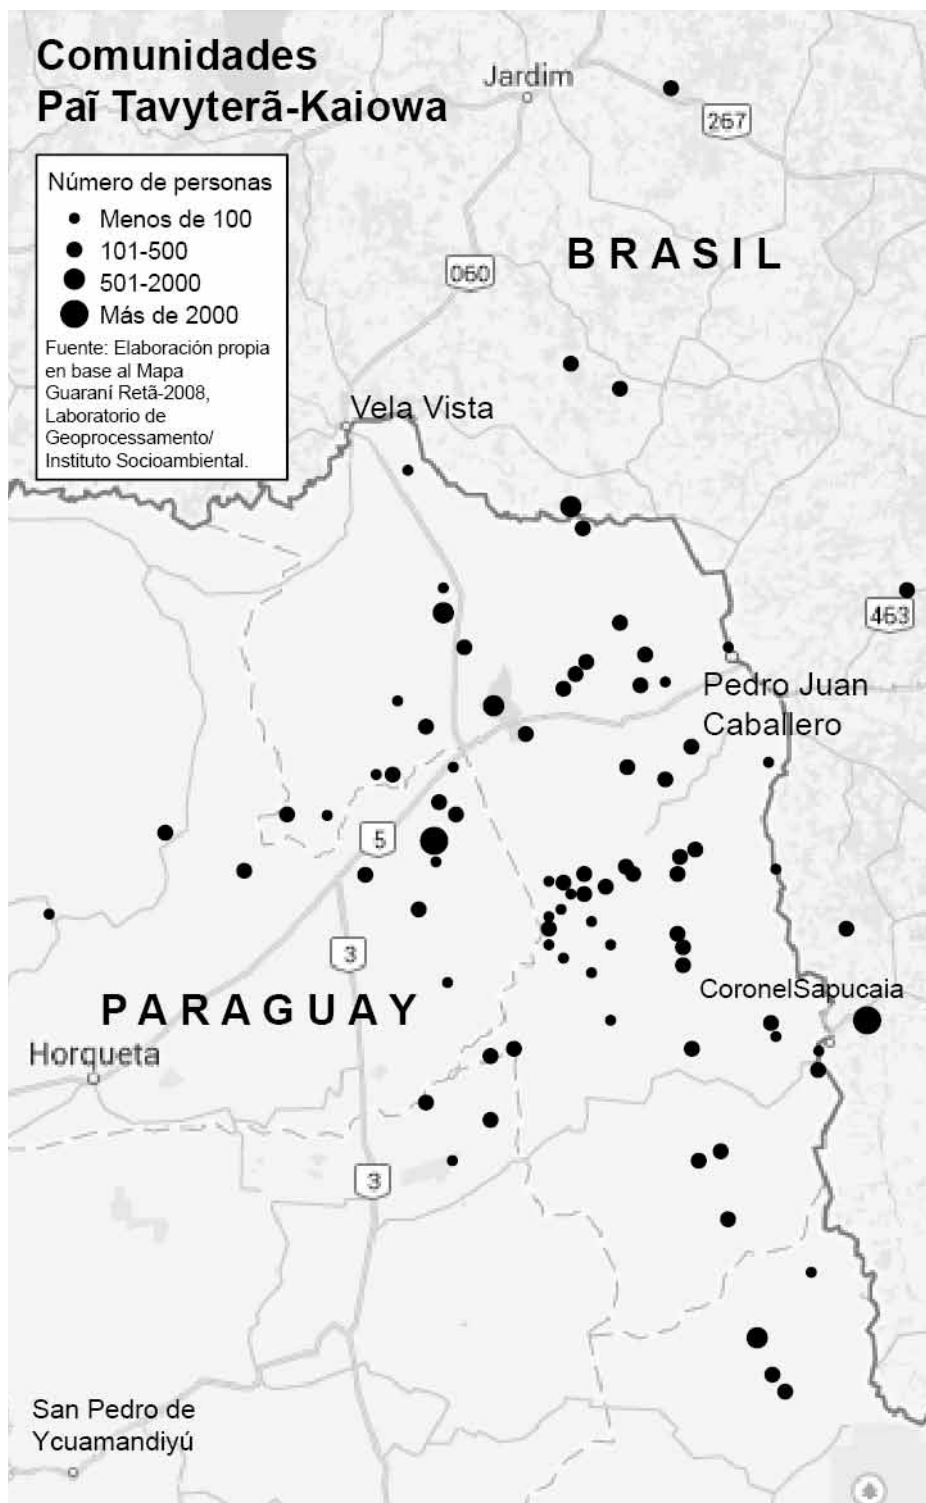 Comunidades
Paĩ Tavyterã-Kaiowa
Número de personas
Menos de 100
101-500
501-2000
Más de 2000
Fuente: Elaboración propia
en base al Mapa
Guaraní Retã-2008,
Laboratorio de
Geoprocessamento/
Instituto Socioambiental.
Jardim
267
BRASIL
060
Vela Vista
463
Pedro Juan
Caballero
5
3
CoronelSapucaia
PARAGUAY
Horqueta
3
San Pedro de
Ycuamandiyú